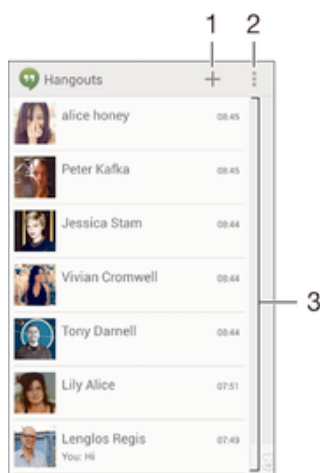 1 2
Hangouts
alice honey 08:45
Peter Kafka 08:45
Jessica Stam 08:44
Vivian Cromwell 08:44
3
Tony Darnell 08:44
Lily Alice 07:51
Lenglos Regis 07:49
You: Hi